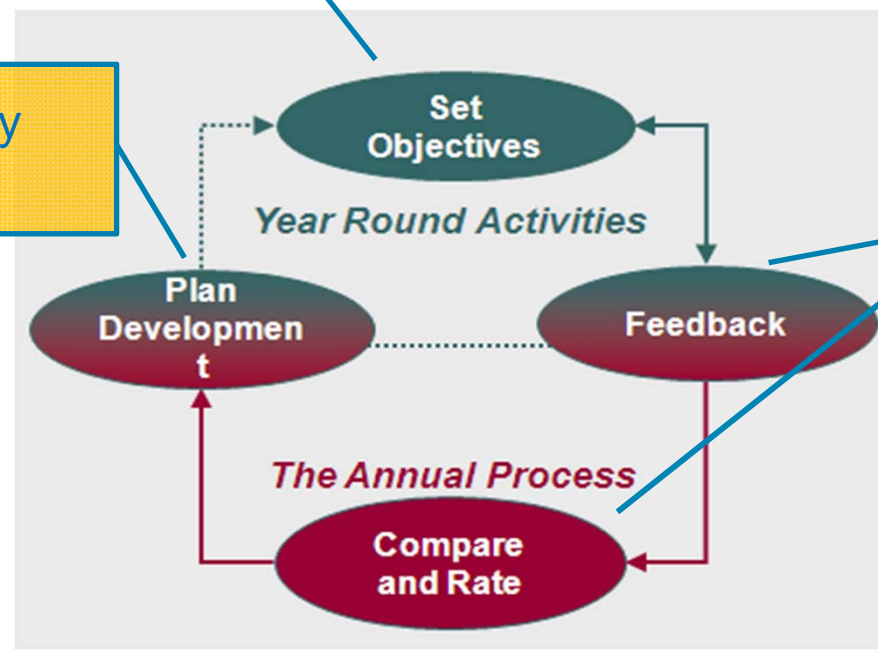 y
Set
Objectives
Year Round Activities
Plan
Developmen
t
Feedback
The Annual Process
Compare
and Rate